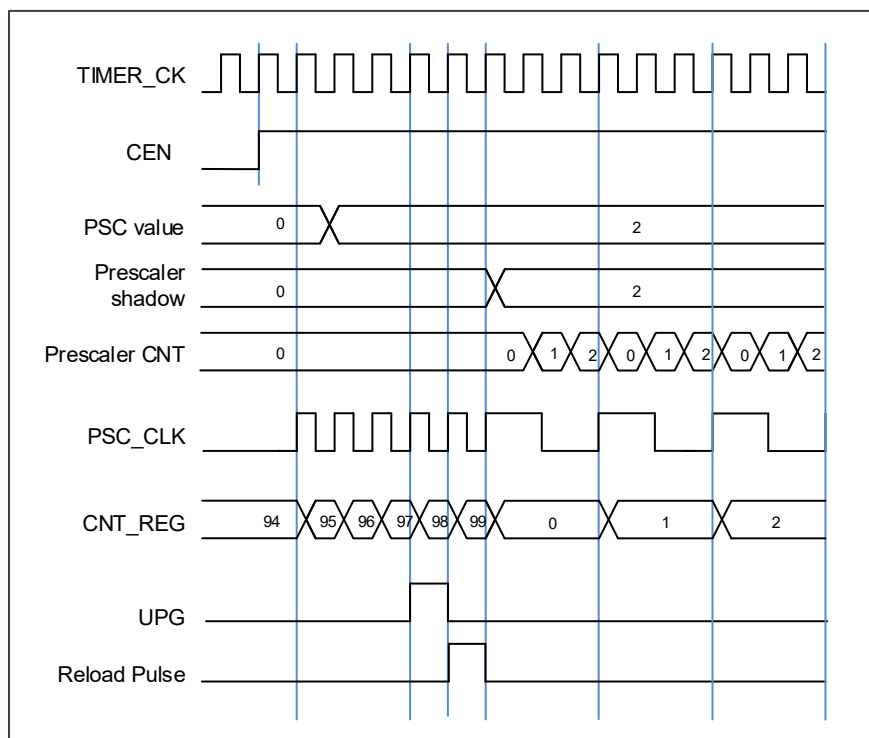 TIMER_CK
CEN
PSC value 0 2
Prescaler
shadow 0 2
Prescaler CNT 0 0 1 2 0 1 2 0 1 2
PSC_CLK
CNT_REG 94 95 96 97 98 99 0 1 2
UPG
Reload Pulse